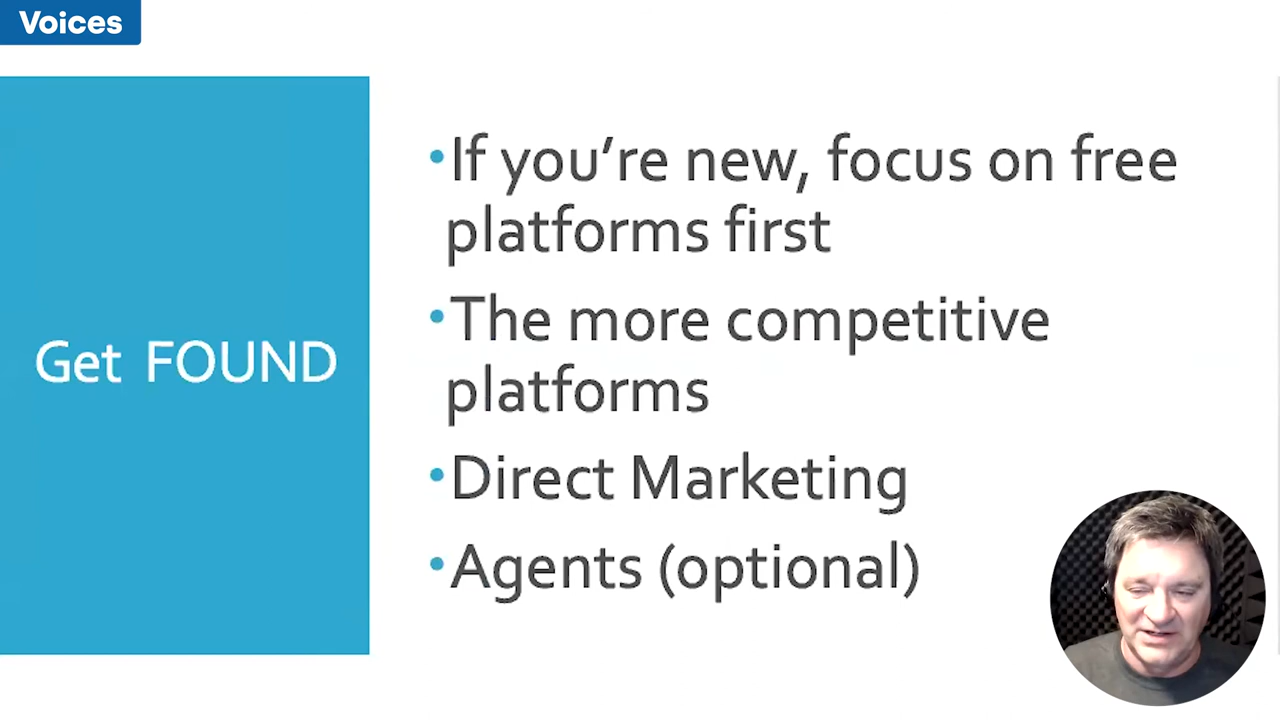 Voices
Get FOUND
•If you’re new, focus on free
platforms first
•The more competitive
platforms
•Direct Marketing
•Agents (optional)